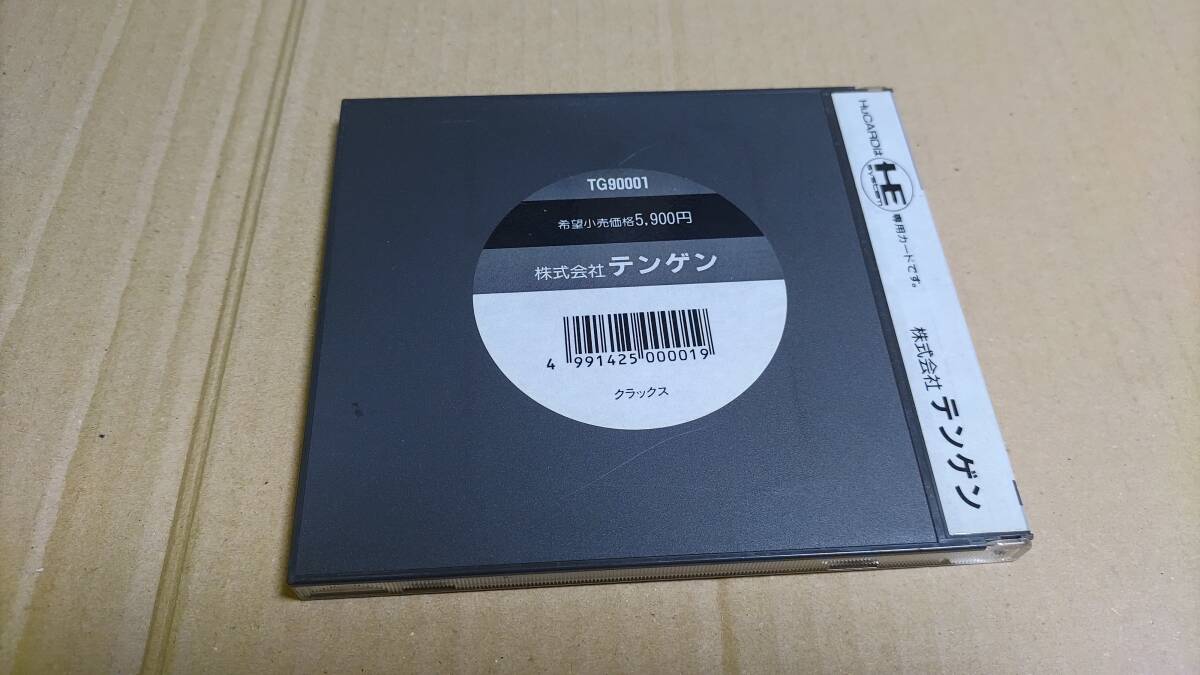 TG90001
希望小売価格5,900円
株式会社 テンゲン
4 991425 000019
クラックス
HuCARDは HE system 専用カードです。
株式会社 テンゲン